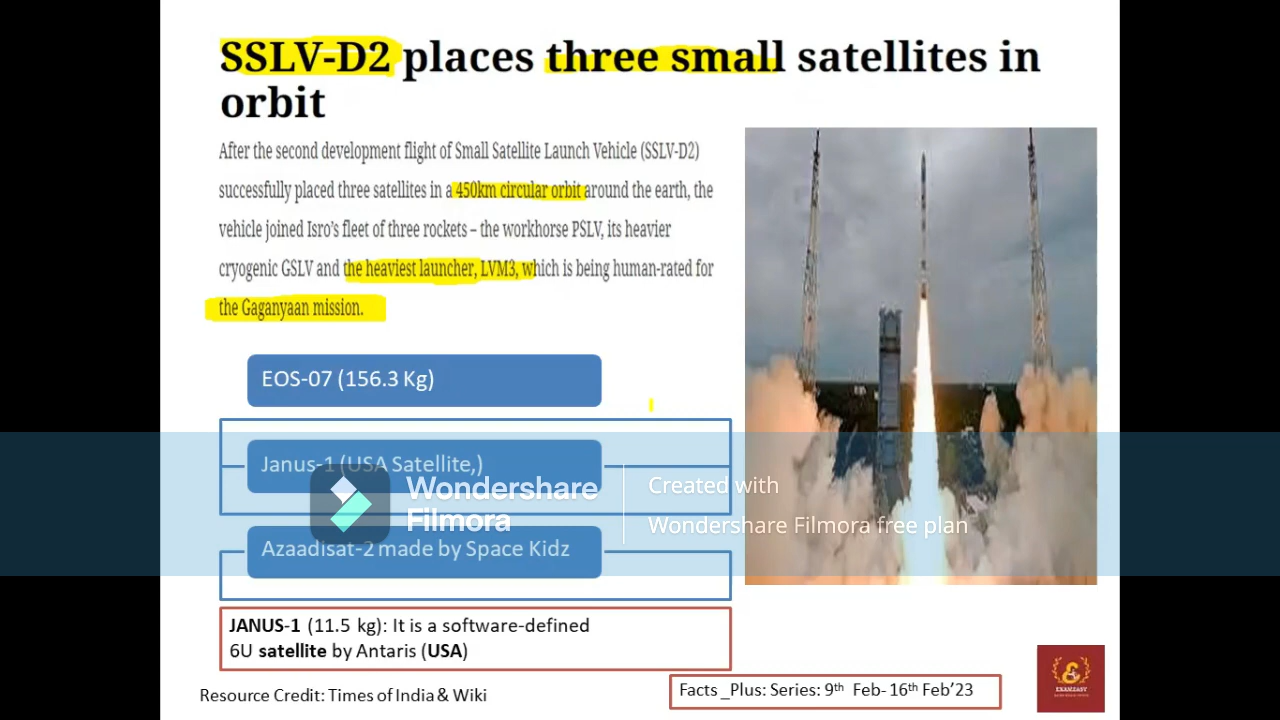 SSLV-D2 places three small satellites in
orbit
After the second development flight of Small Satellite Launch Vehicle (SSLV-D2)
successfully placed three satellites in a 450km circular orbit around the earth, the
vehicle joined Isro's fleet of three rockets – the workhorse PSLV, its heavier
cryogenic GSLV and the heaviest launcher, LVM3, which is being human-rated for
the Gaganyaan mission.
EOS-07 (156.3 Kg)
Janus-1 (USA Satellite,)
Wondershare
Filmora
Created with
Wondershare Filmora free plan
Azaadisat-2 made by Space Kidz
JANUS-1 (11.5 kg): It is a software-defined
6U satellite by Antaris (USA)
Resource Credit: Times of India & Wiki
Facts _Plus: Series: 9th Feb- 16th Feb'23
EXAMEASY